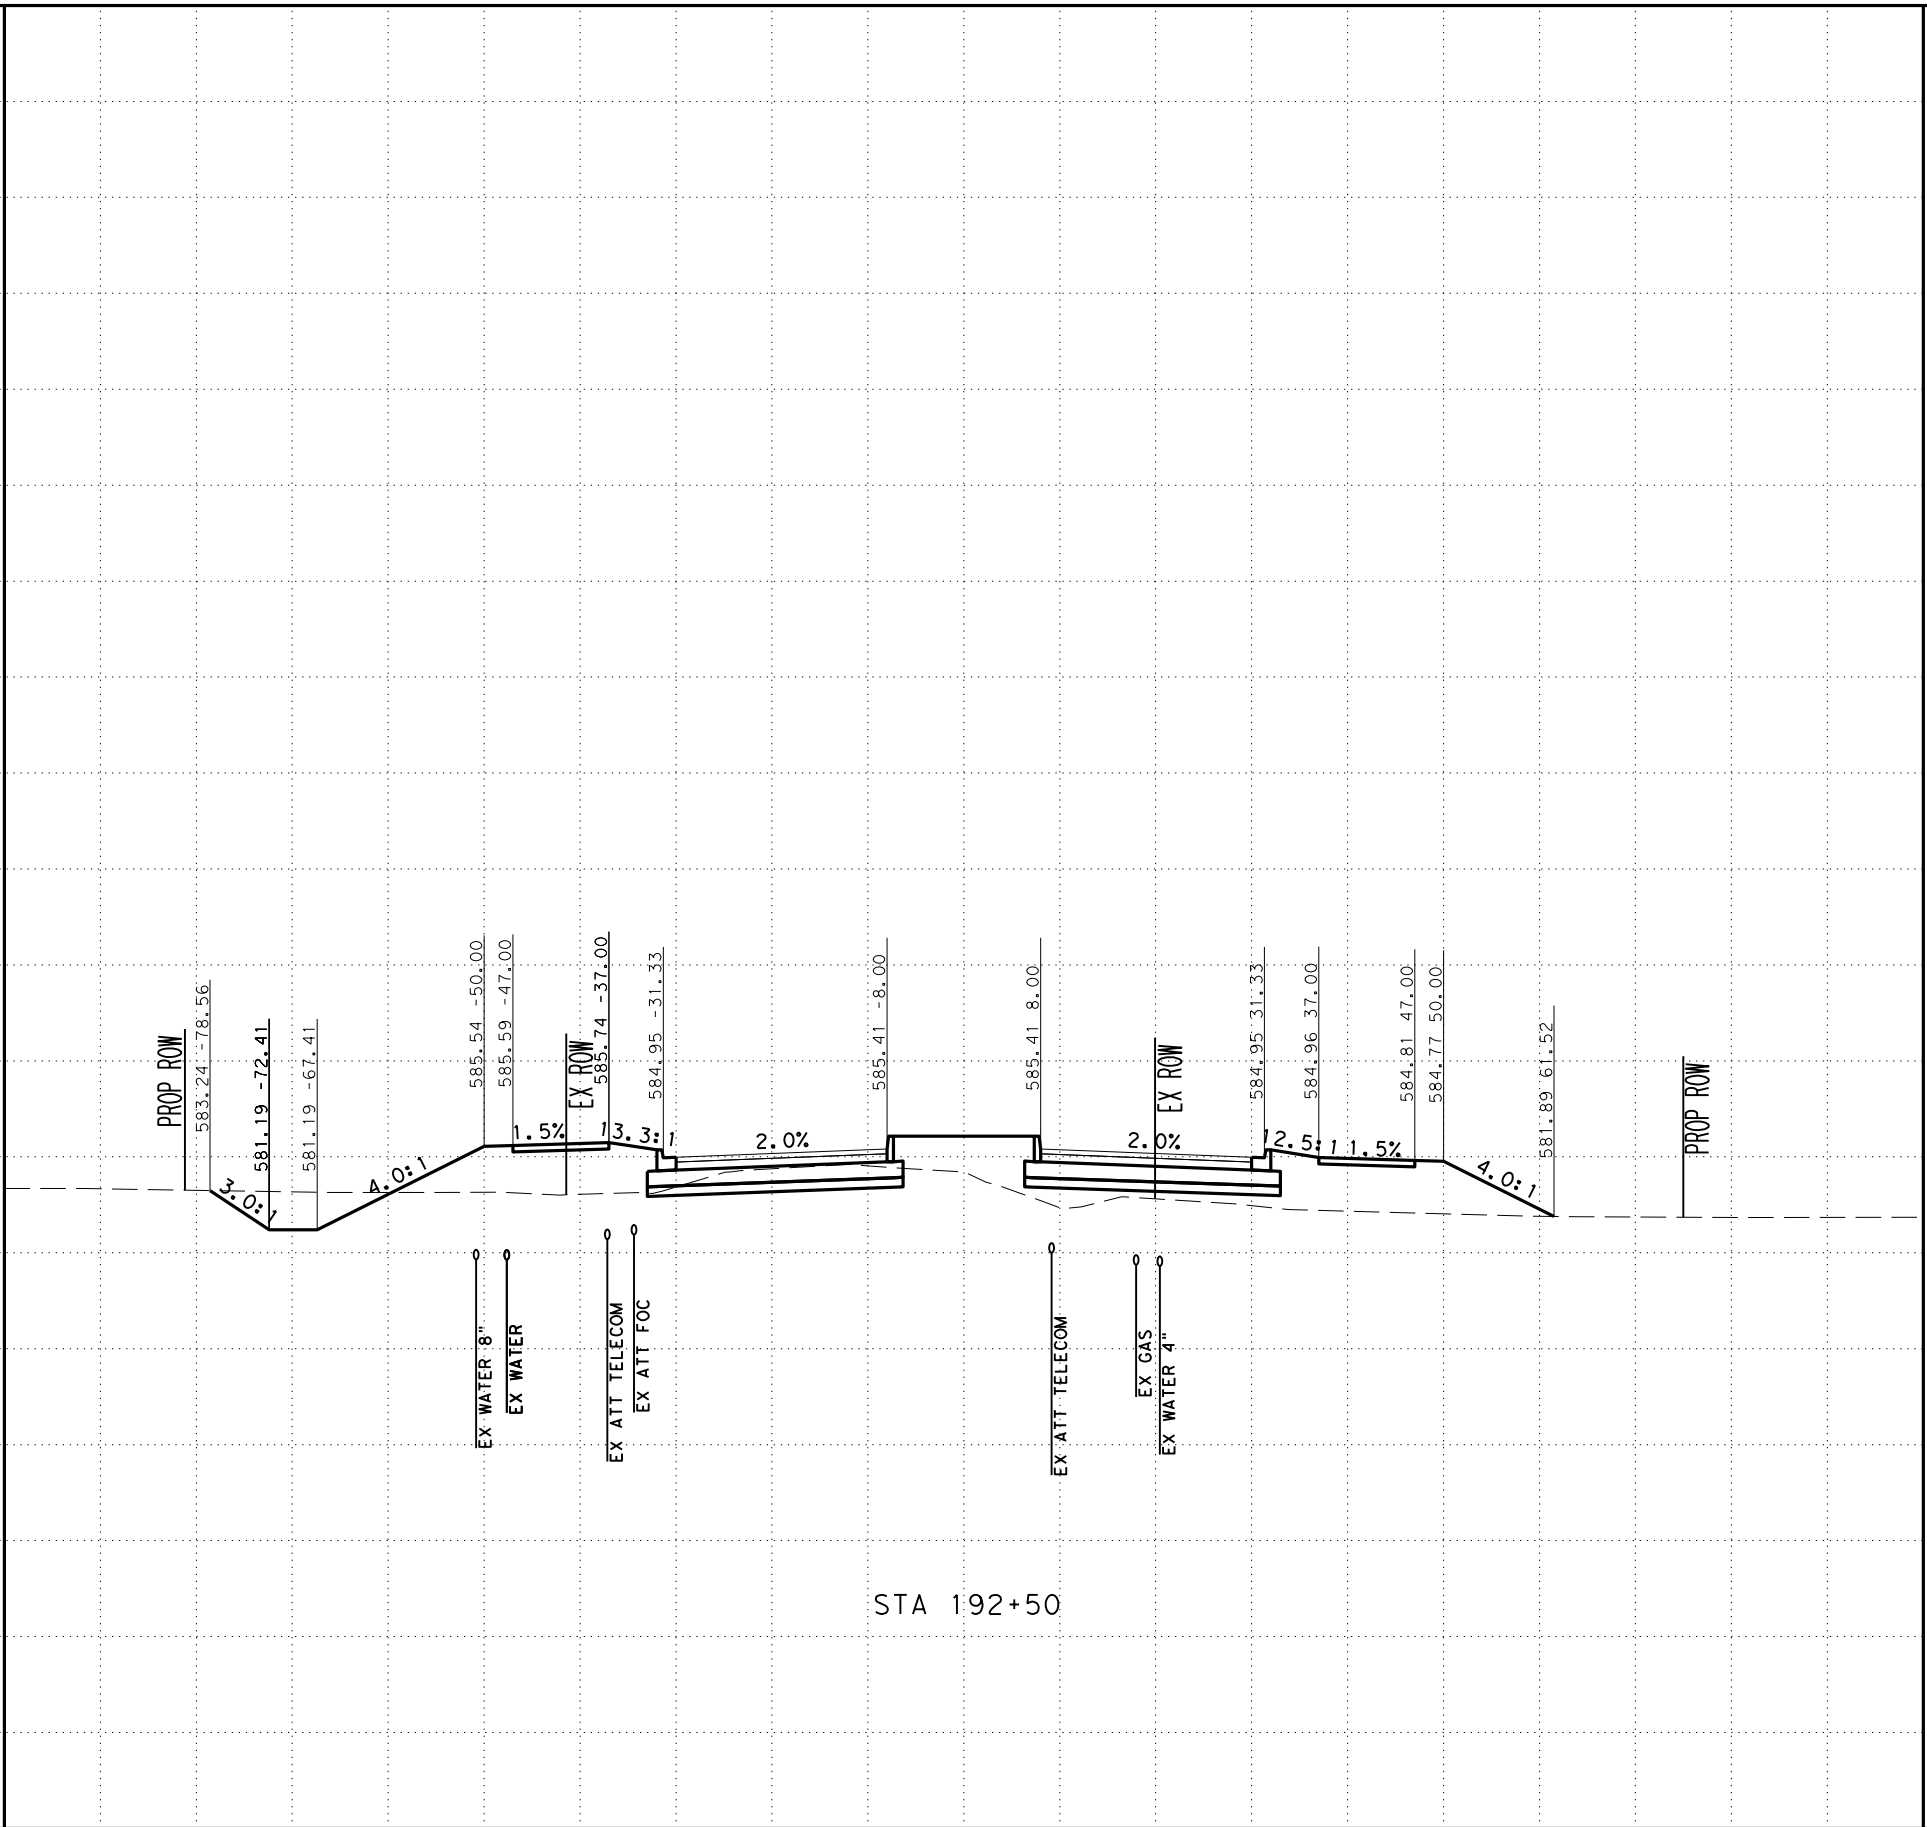 PROP ROW
583.24 -78.56
581.19 -72.41
581.19 -67.41
585.54 -50.00
585.59 -47.00
EX ROW
585.74 -37.00
584.95 -31.33
585.41 -8.00
585.41 8.00
EX ROW
584.95 31.33
584.96 37.00
584.81 47.00
584.77 50.00
581.89 61.52
PROP ROW
3.0:1
4.0:1
1.5%
13.3:1
2.0%
2.0%
12.5:1
1.5%
4.0:1
EX WATER 8"
EX WATER
EX ATT TELECOM
EX ATT FOC
EX ATT TELECOM
EX GAS
EX WATER 4"
STA 192+50